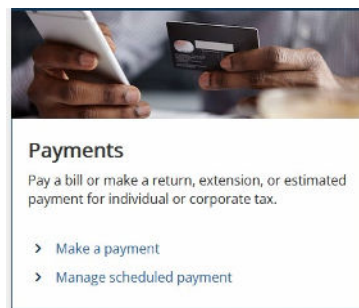 Payments
Pay a bill or make a return, extension, or estimated
payment for individual or corporate tax.
Make a payment
Manage scheduled payment